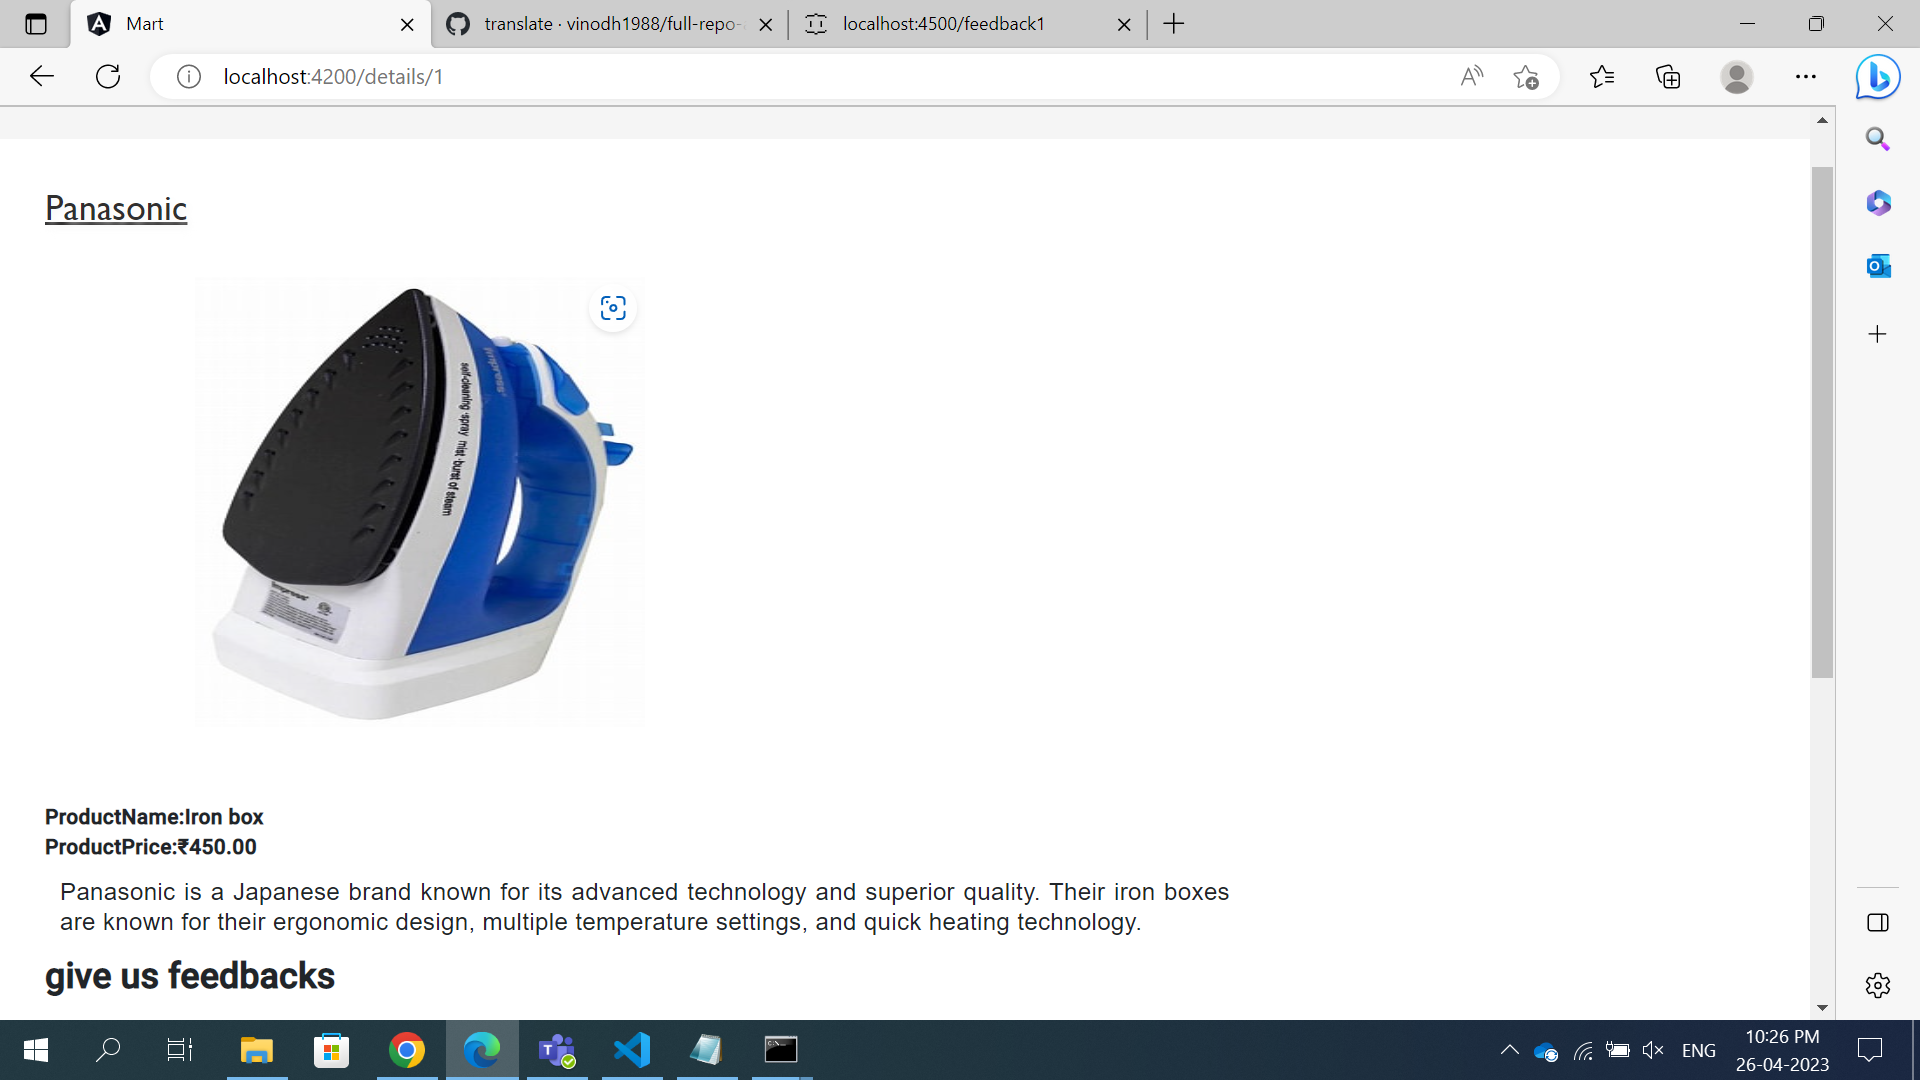 Mart
translate · vinodh1988/full-repo-
localhost:4500/feedback1
localhost:4200/details/1
Panasonic
impress
self-cleaning·spray mist·burst of steam
ProductName:Iron box
ProductPrice:₹450.00
Panasonic is a Japanese brand known for its advanced technology and superior quality. Their iron boxes
are known for their ergonomic design, multiple temperature settings, and quick heating technology.
give us feedbacks
ENG
10:26 PM
26-04-2023